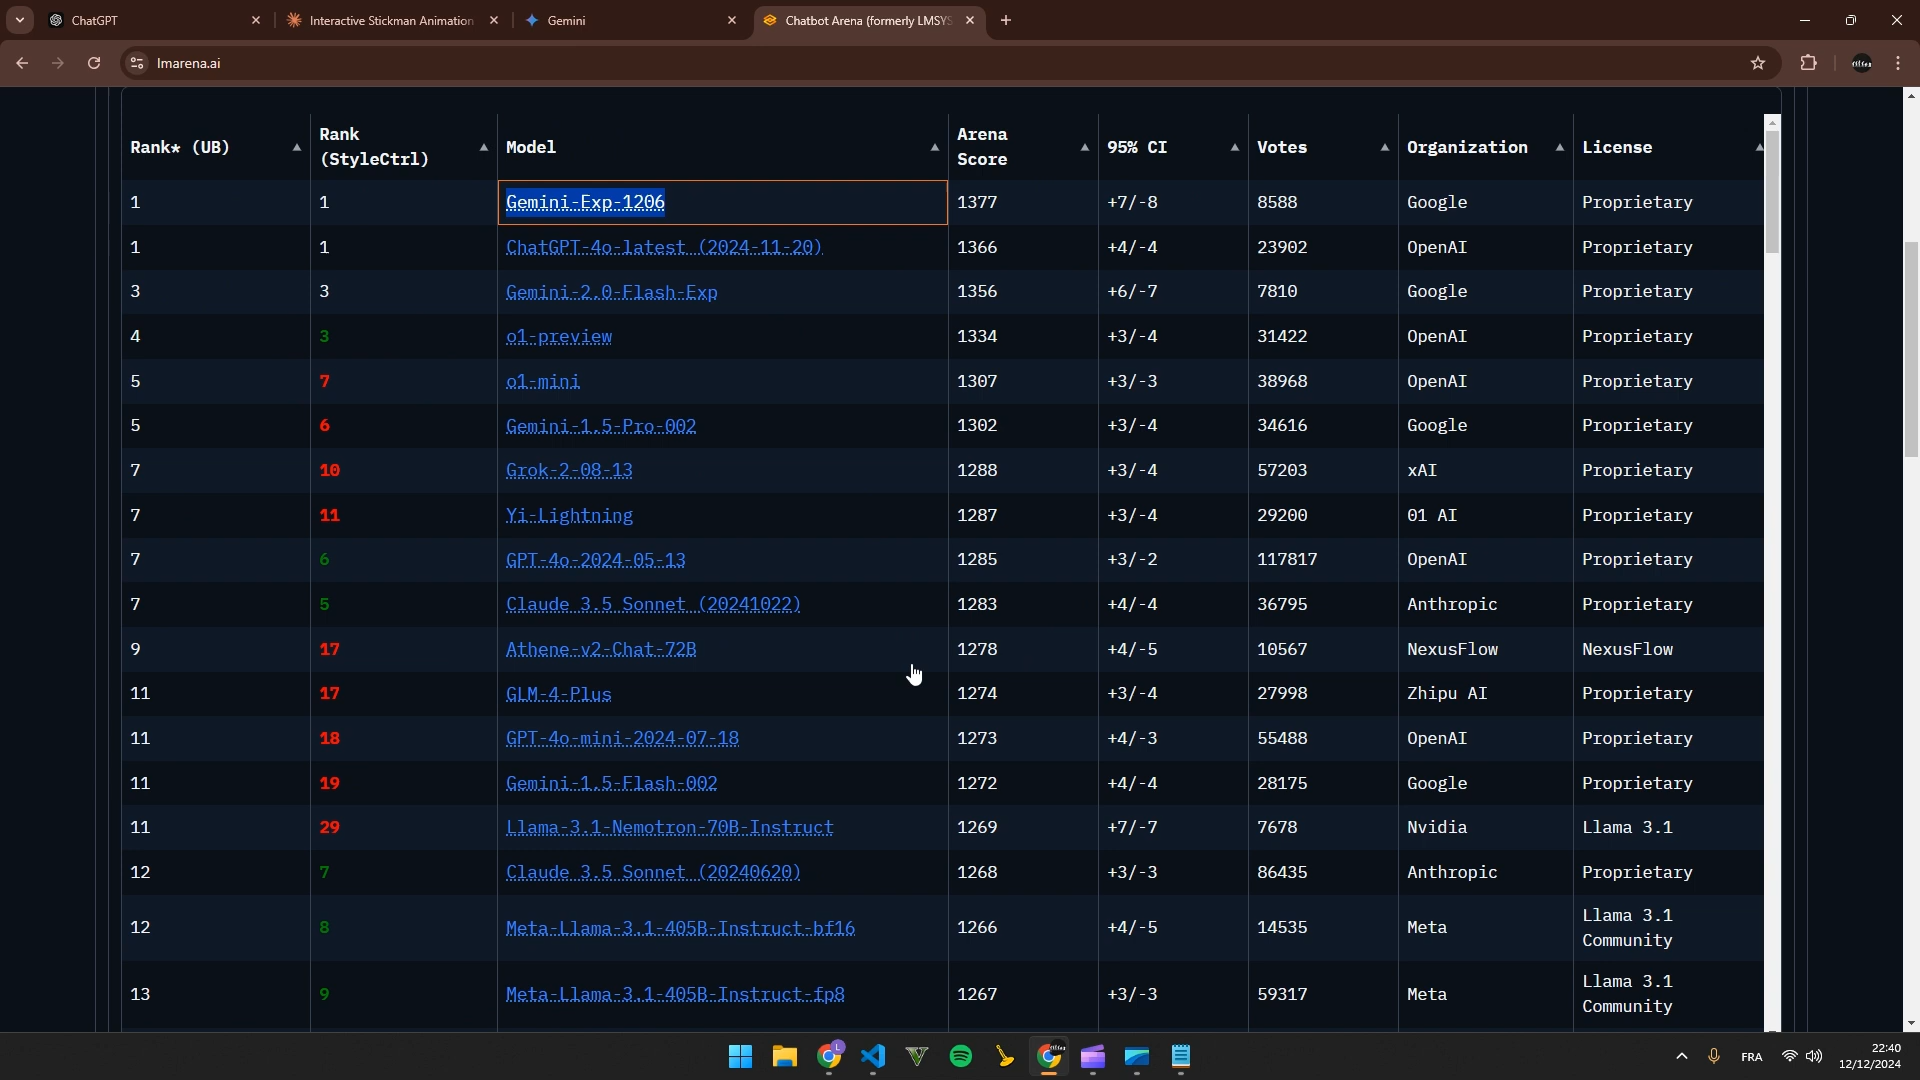 ChatGPT
Interactive Stickman Animation
Gemini
Chatbot Arena (formerly LMSYS
lmarena.ai
Rank* (UB) Rank (StyleCtrl) Model Arena Score 95% CI Votes Organization License
1 1 Gemini-Exp-1206 1377 +7/-8 8588 Google Proprietary
1 1 ChatGPT-4o-latest (2024-11-20) 1366 +4/-4 23902 OpenAI Proprietary
3 3 Gemini-2.0-Flash-Exp 1356 +6/-7 7810 Google Proprietary
4 3 o1-preview 1334 +3/-4 31422 OpenAI Proprietary
5 7 o1-mini 1307 +3/-3 38968 OpenAI Proprietary
5 6 Gemini-1.5-Pro-002 1302 +3/-4 34616 Google Proprietary
7 10 Grok-2-08-13 1288 +3/-4 57203 xAI Proprietary
7 11 Yi-Lightning 1287 +3/-4 29200 01 AI Proprietary
7 6 GPT-4o-2024-05-13 1285 +3/-2 117817 OpenAI Proprietary
7 5 Claude 3.5 Sonnet (20241022) 1283 +4/-4 36795 Anthropic Proprietary
9 17 Athene-v2-Chat-72B 1278 +4/-5 10567 NexusFlow NexusFlow
11 17 GLM-4-Plus 1274 +3/-4 27998 Zhipu AI Proprietary
11 18 GPT-4o-mini-2024-07-18 1273 +4/-3 55488 OpenAI Proprietary
11 19 Gemini-1.5-Flash-002 1272 +4/-4 28175 Google Proprietary
11 29 Llama-3.1-Nemotron-70B-Instruct 1269 +7/-7 7678 Nvidia Llama 3.1
12 7 Claude 3.5 Sonnet (20240620) 1268 +3/-3 86435 Anthropic Proprietary
12 8 Meta-Llama-3.1-405B-Instruct-bf16 1266 +4/-5 14535 Meta Llama 3.1 Community
13 9 Meta-Llama-3.1-405B-Instruct-fp8 1267 +3/-3 59317 Meta Llama 3.1 Community
L
FRA
22:40
12/12/2024